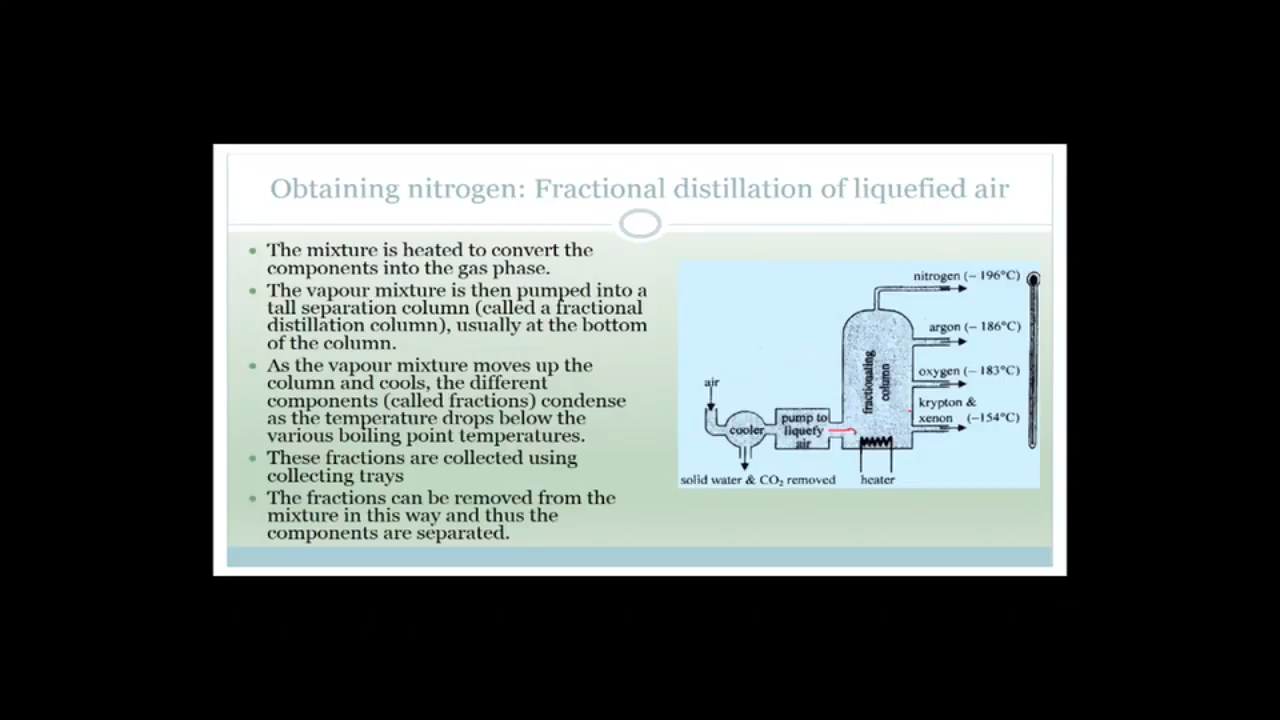 Obtaining nitrogen: Fractional distillation of liquefied air
The mixture is heated to convert the
components into the gas phase.
The vapour mixture is then pumped into a
tall separation column (called a fractional
distillation column), usually at the bottom
of the column.
As the vapour mixture moves up the
column and cools, the different
components (called fractions) condense
as the temperature drops below the
various boiling point temperatures.
These fractions are collected using
collecting trays
The fractions can be removed from the
mixture in this way and thus the
components are separated.
nitrogen (– 196°C)
argon (– 186°C)
oxygen (– 183°C)
krypton &
xenon (–154°C)
fractionating
column
air
cooler
pump to
liquefy
air
solid water & CO₂ removed
heater